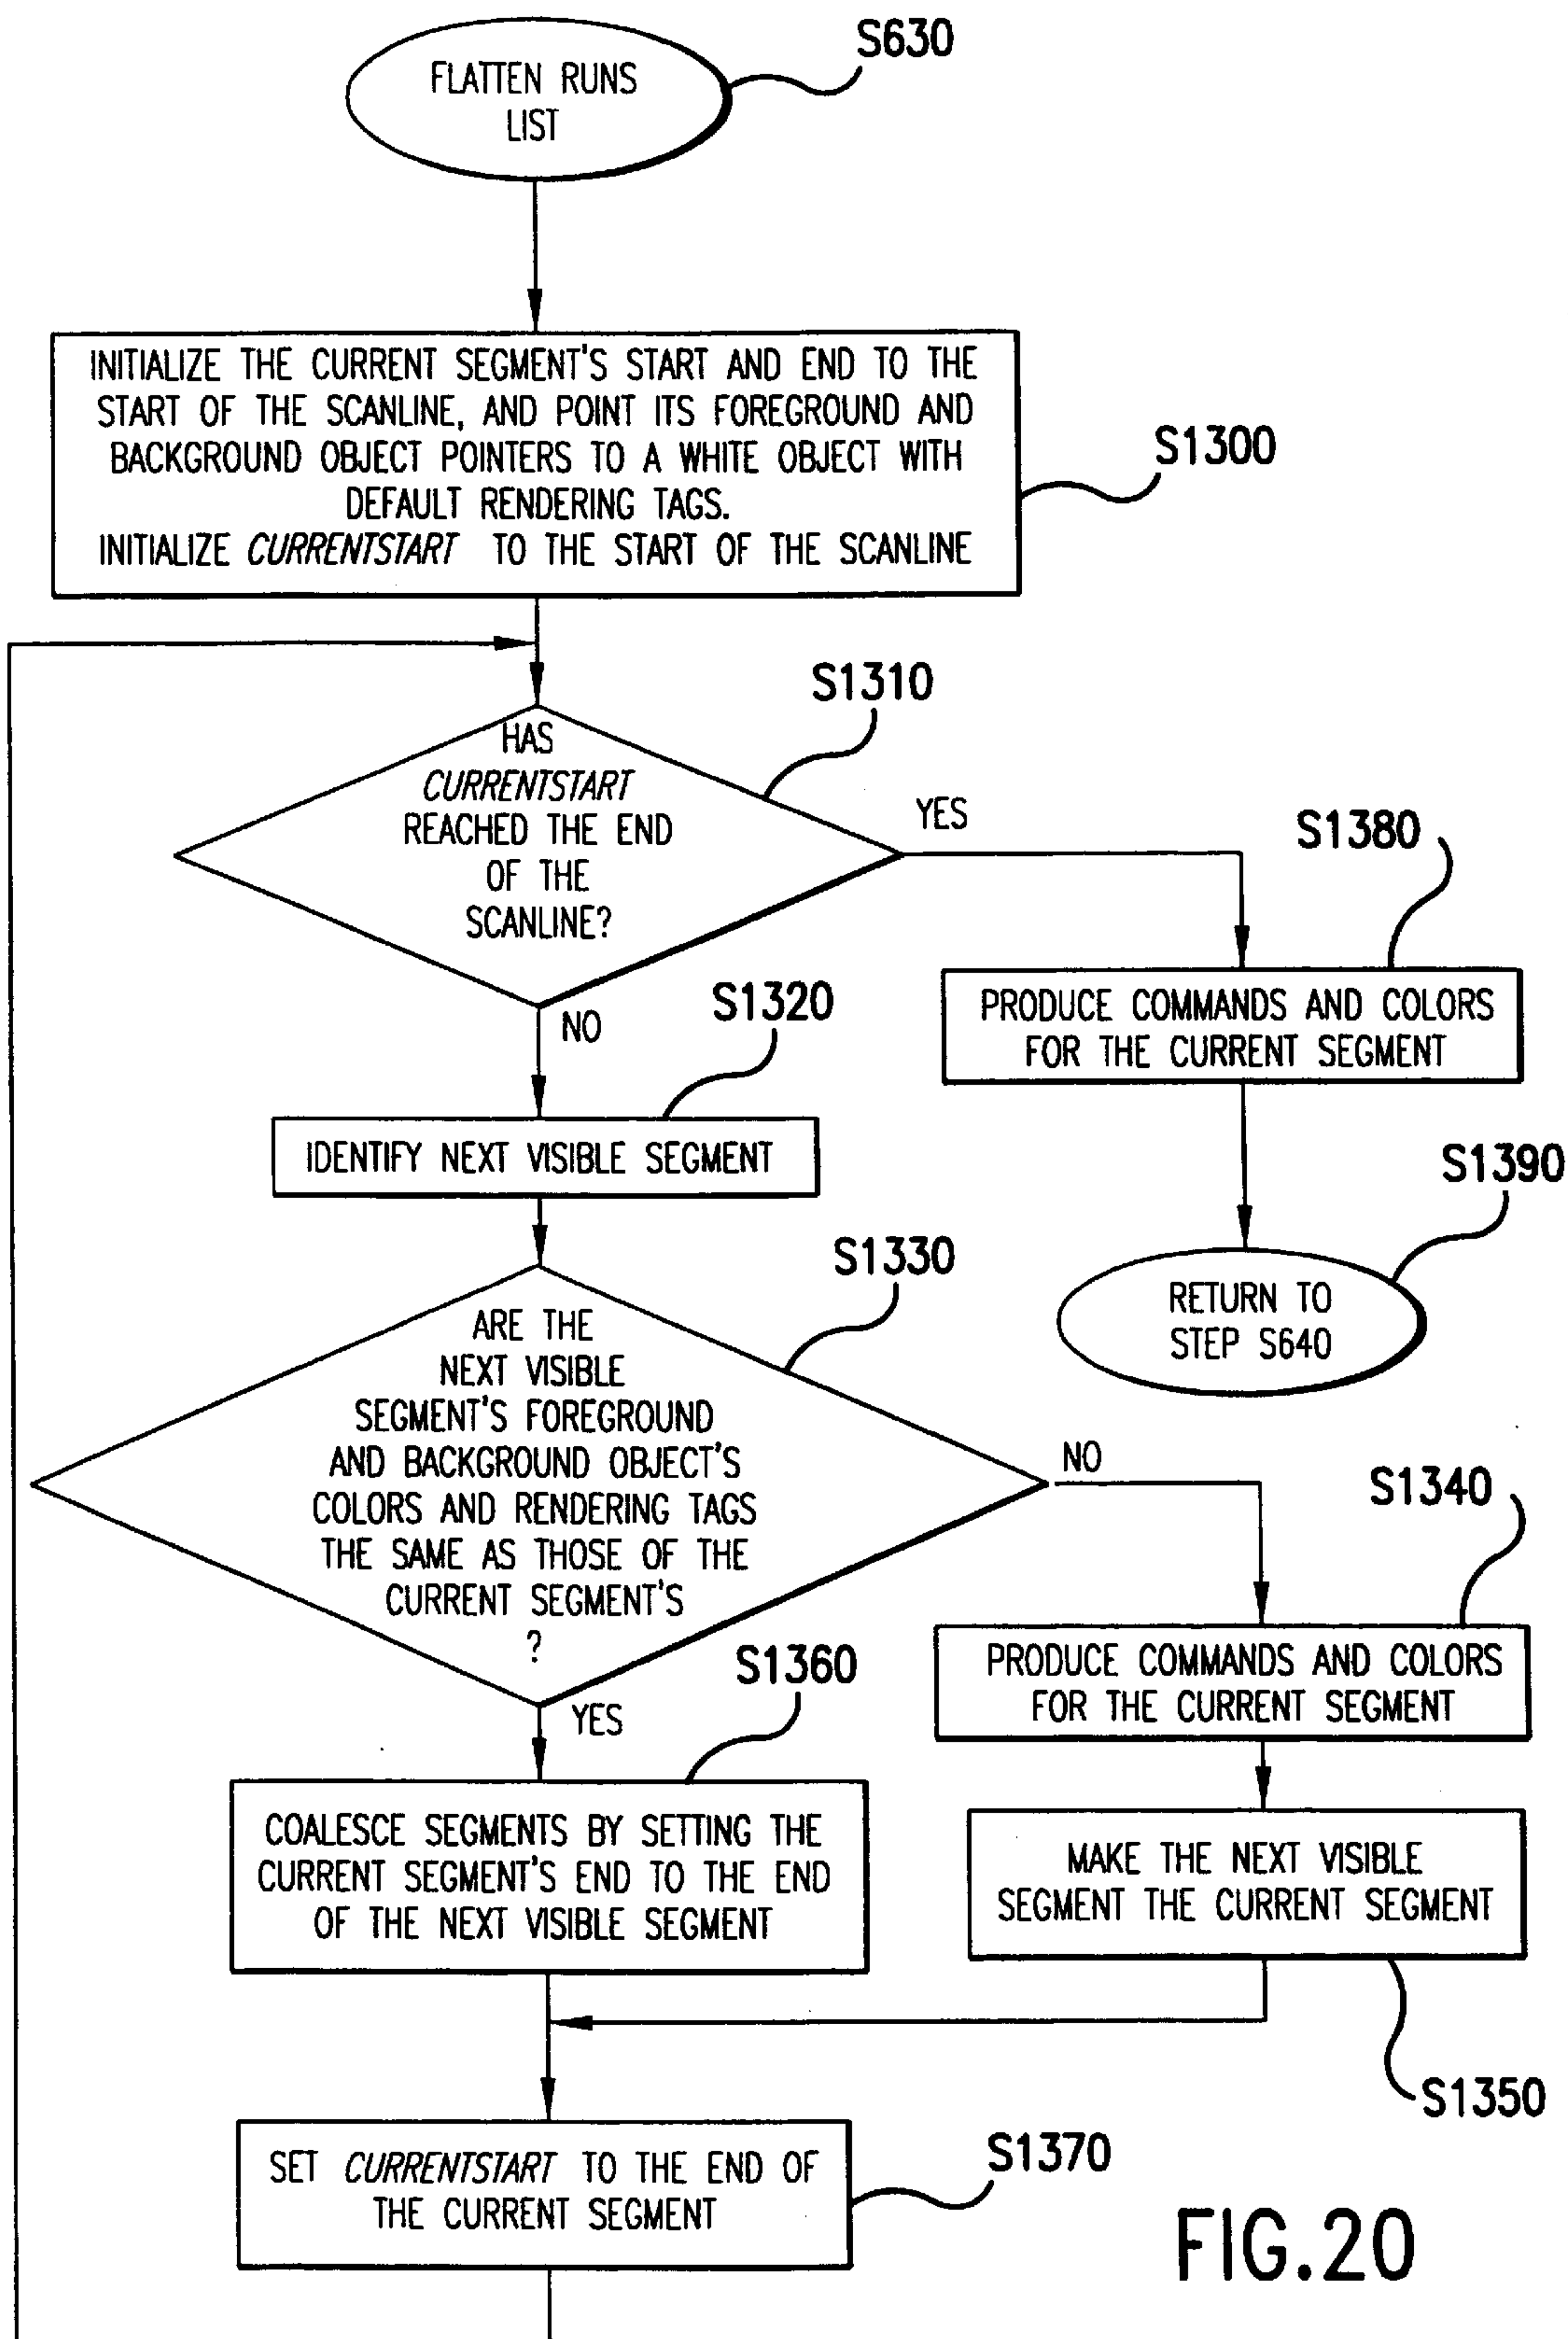 S630
FLATTEN RUNS
LIST
INITIALIZE THE CURRENT SEGMENT'S START AND END TO THE
START OF THE SCANLINE, AND POINT ITS FOREGROUND AND
BACKGROUND OBJECT POINTERS TO A WHITE OBJECT WITH
DEFAULT RENDERING TAGS.
INITIALIZE CURRENTSTART TO THE START OF THE SCANLINE
S1300
S1310
HAS
CURRENTSTART
REACHED THE END
OF THE
SCANLINE?
YES
NO
S1380
PRODUCE COMMANDS AND COLORS
FOR THE CURRENT SEGMENT
S1320
IDENTIFY NEXT VISIBLE SEGMENT
S1390
RETURN TO
STEP S640
S1330
ARE THE
NEXT VISIBLE
SEGMENT'S FOREGROUND
AND BACKGROUND OBJECT'S
COLORS AND RENDERING TAGS
THE SAME AS THOSE OF THE
CURRENT SEGMENT'S
?
NO
YES
S1340
PRODUCE COMMANDS AND COLORS
FOR THE CURRENT SEGMENT
S1360
COALESCE SEGMENTS BY SETTING THE
CURRENT SEGMENT'S END TO THE END
OF THE NEXT VISIBLE SEGMENT
MAKE THE NEXT VISIBLE
SEGMENT THE CURRENT SEGMENT
S1350
SET CURRENTSTART TO THE END OF
THE CURRENT SEGMENT
S1370
FIG.20